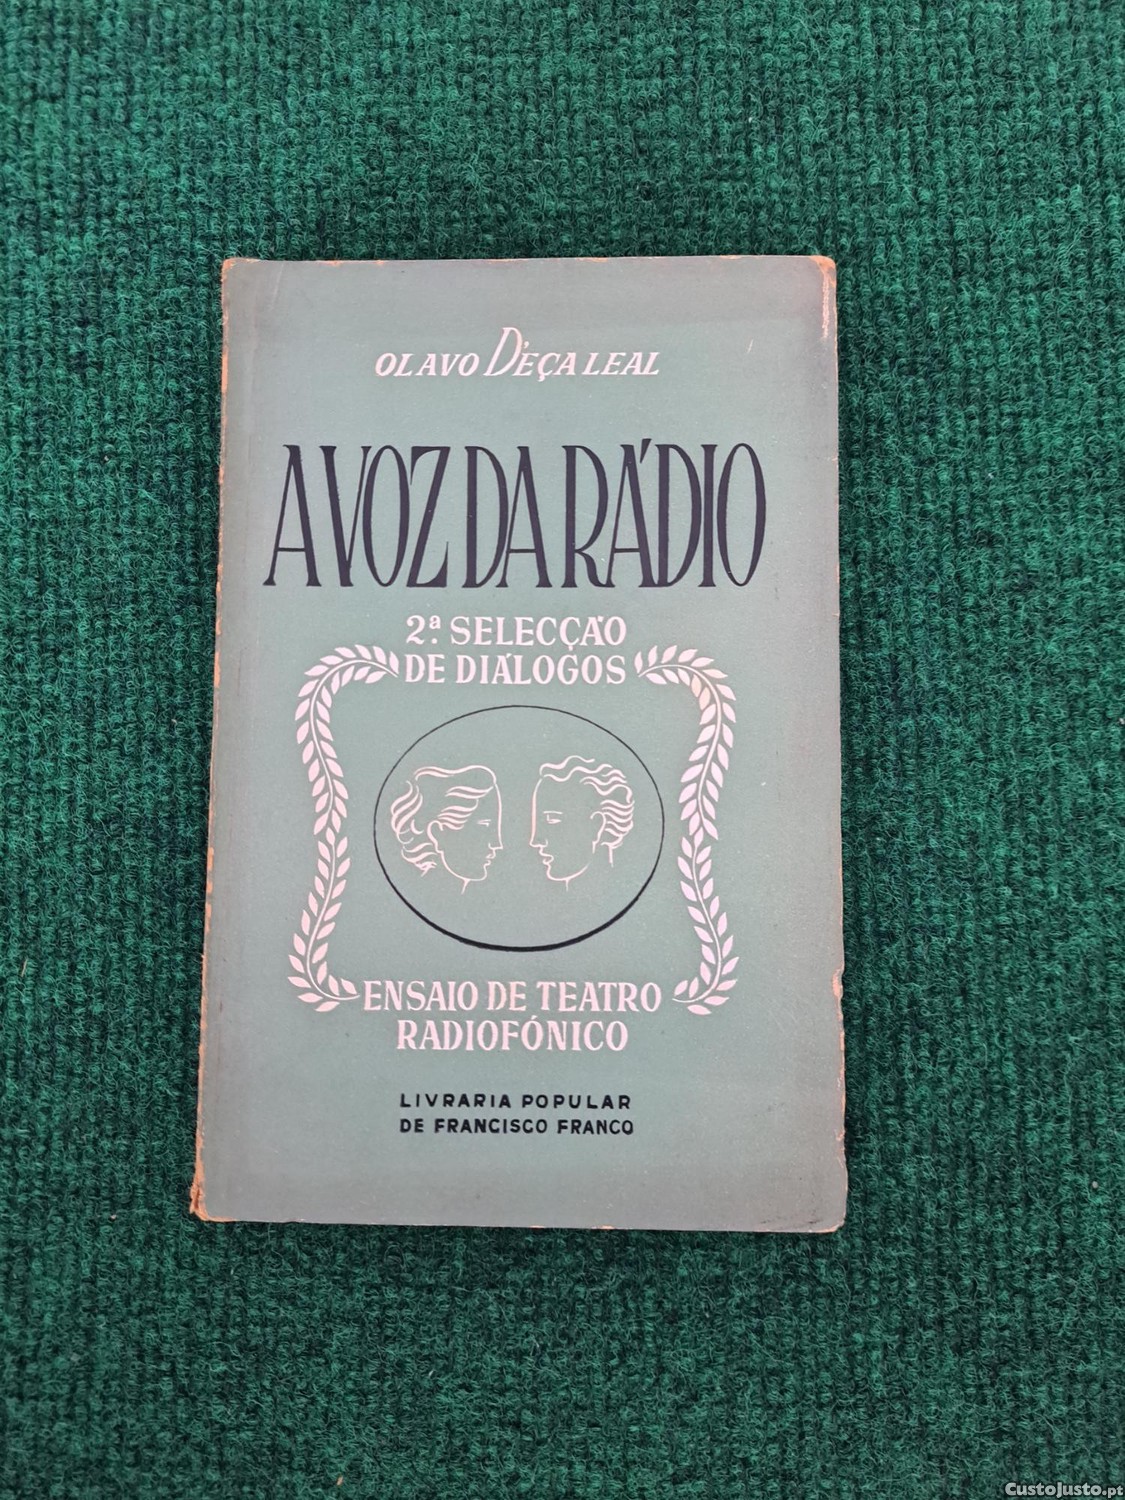 OLAVO D'EÇA LEAL
A VOZ DA RÁDIO
2ª. SELECÇÃO
DE DIÁLOGOS
ENSAIO DE TEATRO
RADIOFÓNICO
LIVRARIA POPULAR
DE FRANCISCO FRANCO
CustoJusto.pt